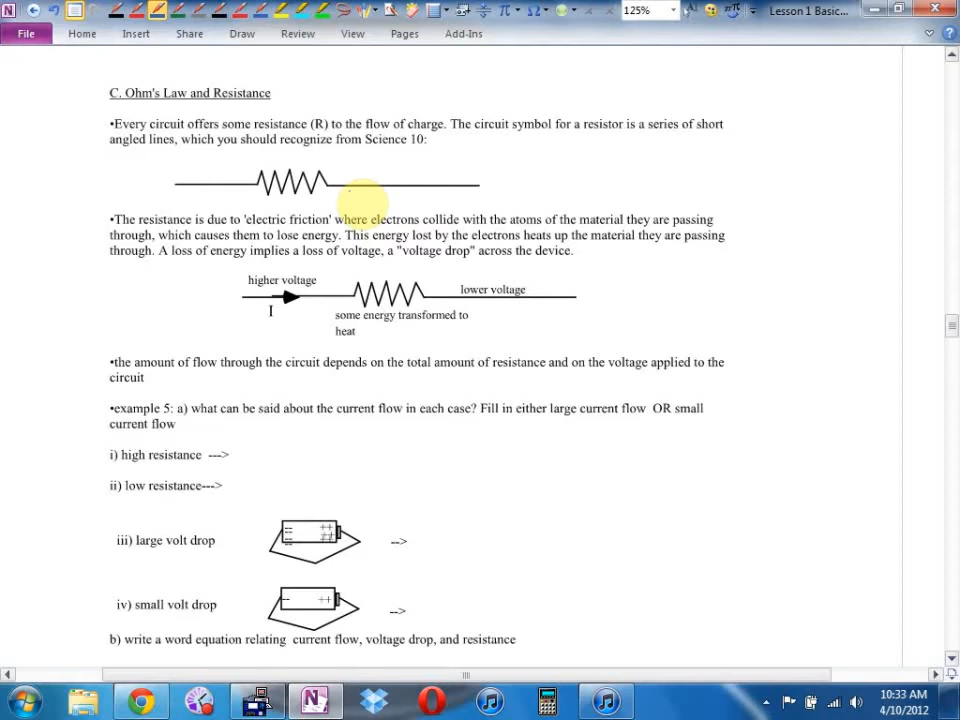 125%
Lesson 1 Basic...
File
Home
Insert
Share
Draw
Review
View
Pages
Add-Ins
C. Ohm's Law and Resistance
•Every circuit offers some resistance (R) to the flow of charge. The circuit symbol for a resistor is a series of short
angled lines, which you should recognize from Science 10:
•The resistance is due to 'electric friction' where electrons collide with the atoms of the material they are passing
through, which causes them to lose energy. This energy lost by the electrons heats up the material they are passing
through. A loss of energy implies a loss of voltage, a "voltage drop" across the device.
higher voltage
lower voltage
I
some energy transformed to
heat
•the amount of flow through the circuit depends on the total amount of resistance and on the voltage applied to the
circuit
•example 5: a) what can be said about the current flow in each case? Fill in either large current flow  OR small
current flow
i) high resistance  --->
ii) low resistance--->
iii) large volt drop
-->
iv) small volt drop
-->
b) write a word equation relating  current flow, voltage drop, and resistance
10:33 AM
4/10/2012